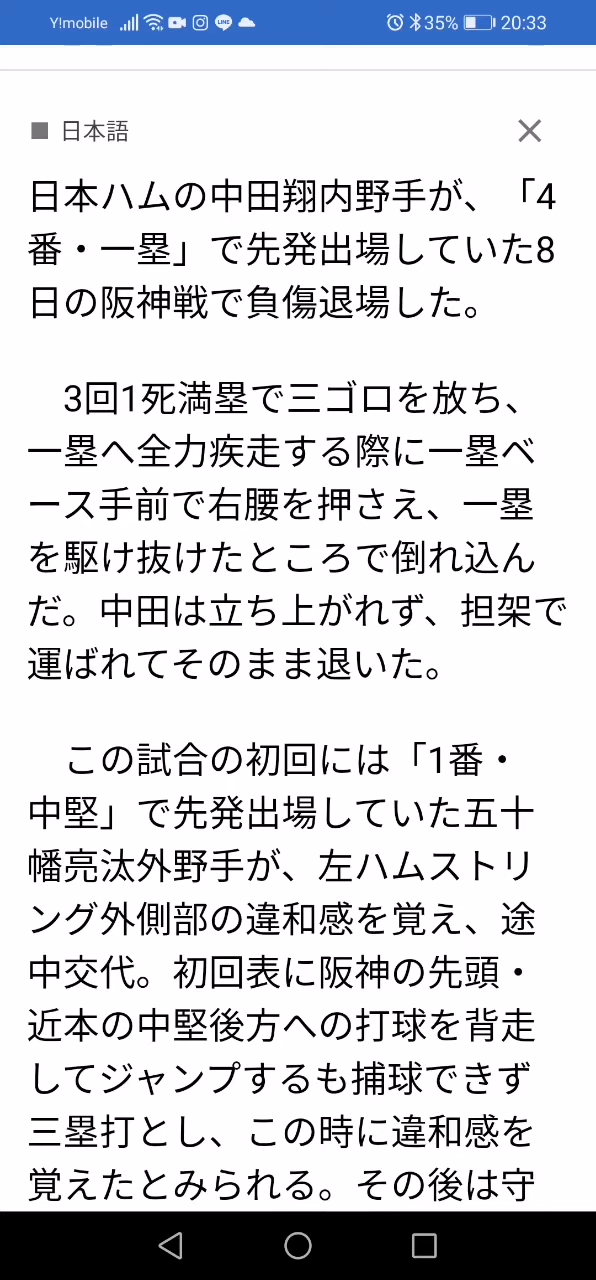 Y!mobile 35% 20:33
日本語
日本ハムの中田翔内野手が、「4
番・一塁」で先発出場していた8
日の阪神戦で負傷退場した。
3回1死満塁で三ゴロを放ち、
一塁へ全力疾走する際に一塁ベ
ース手前で右腰を押さえ、一塁
を駆け抜けたところで倒れ込ん
だ。中田は立ち上がれず、担架で
運ばれてそのまま退いた。
この試合の初回には「1番・
中堅」で先発出場していた五十
幡亮汰外野手が、左ハムストリ
ング外側部の違和感を覚え、途
中交代。初回表に阪神の先頭・
近本の中堅後方への打球を背走
してジャンプするも捕球できず
三塁打とし、この時に違和感を
覚えたとみられる。その後は守